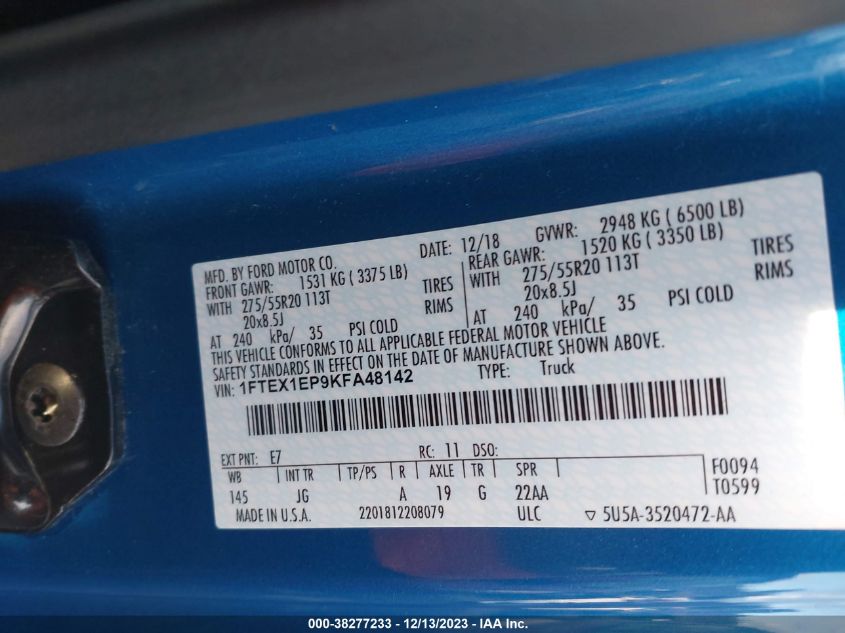 MFD. BY FORD MOTOR CO.
DATE: 12/18 GVWR: 2948 KG ( 6500 LB)
FRONT GAWR: 1531 KG ( 3375 LB)
WITH 275/55R20 113T TIRES
20x8.5J RIMS
AT 240 kPa/ 35 PSI COLD
REAR GAWR: 1520 KG ( 3350 LB)
WITH 275/55R20 113T TIRES
20x8.5J RIMS
AT 240 kPa/ 35 PSI COLD
THIS VEHICLE CONFORMS TO ALL APPLICABLE FEDERAL MOTOR VEHICLE
SAFETY STANDARDS IN EFFECT ON THE DATE OF MANUFACTURE SHOWN ABOVE.
VIN: 1FTEX1EP9KFA48142 TYPE: Truck
EXT PNT: E7 RC: 11 DSO:
WB INT TR TP/PS R AXLE TR SPR F0094
145 JG A 19 G 22AA T0599
MADE IN U.S.A. 2201812208079 ULC ▽ 5U5A-3520472-AA
000-38277233 - 12/13/2023 - IAA Inc.